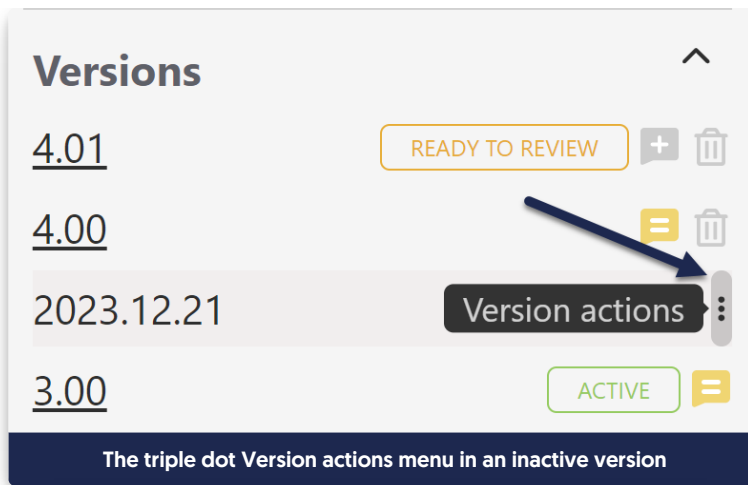 Versions
4.01 READY TO REVIEW
4.00
2023.12.21 Version actions
3.00 ACTIVE
The triple dot Version actions menu in an inactive version